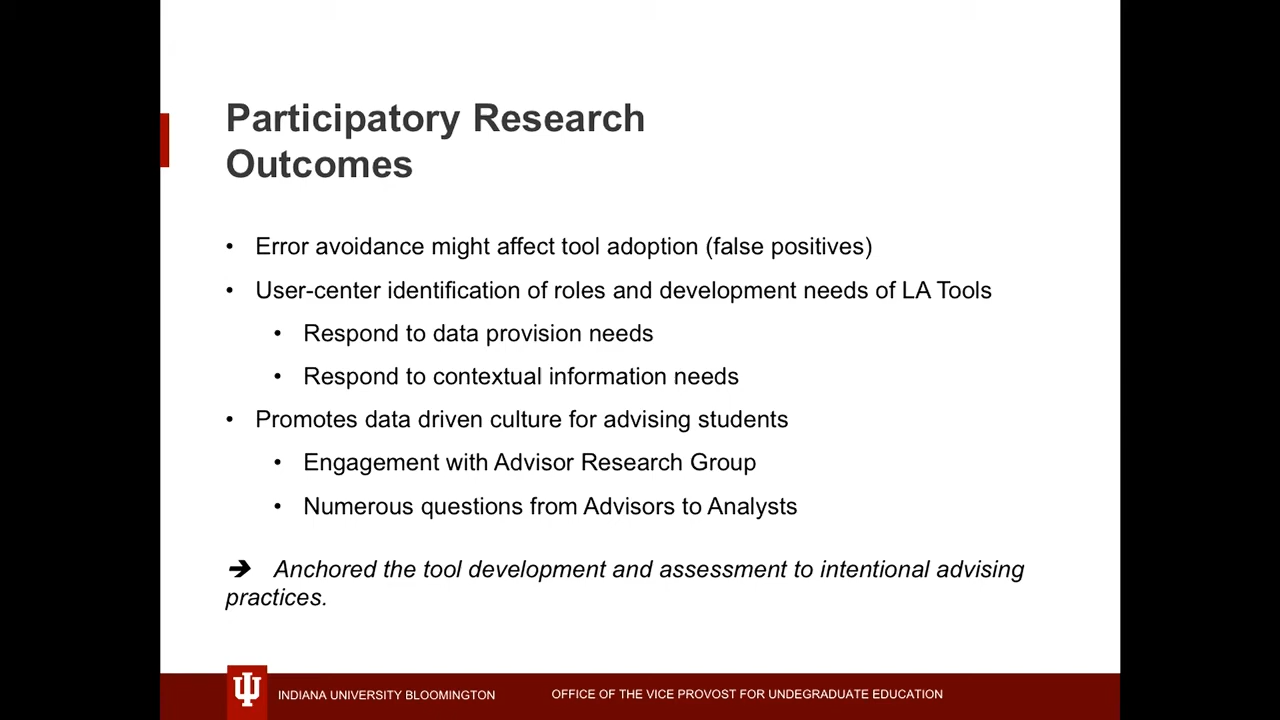 Participatory Research
Outcomes
• Error avoidance might affect tool adoption (false positives)
• User-center identification of roles and development needs of LA Tools
• Respond to data provision needs
• Respond to contextual information needs
• Promotes data driven culture for advising students
• Engagement with Advisor Research Group
• Numerous questions from Advisors to Analysts
➔ Anchored the tool development and assessment to intentional advising
practices.
INDIANA UNIVERSITY BLOOMINGTON
OFFICE OF THE VICE PROVOST FOR UNDEGRADUATE EDUCATION